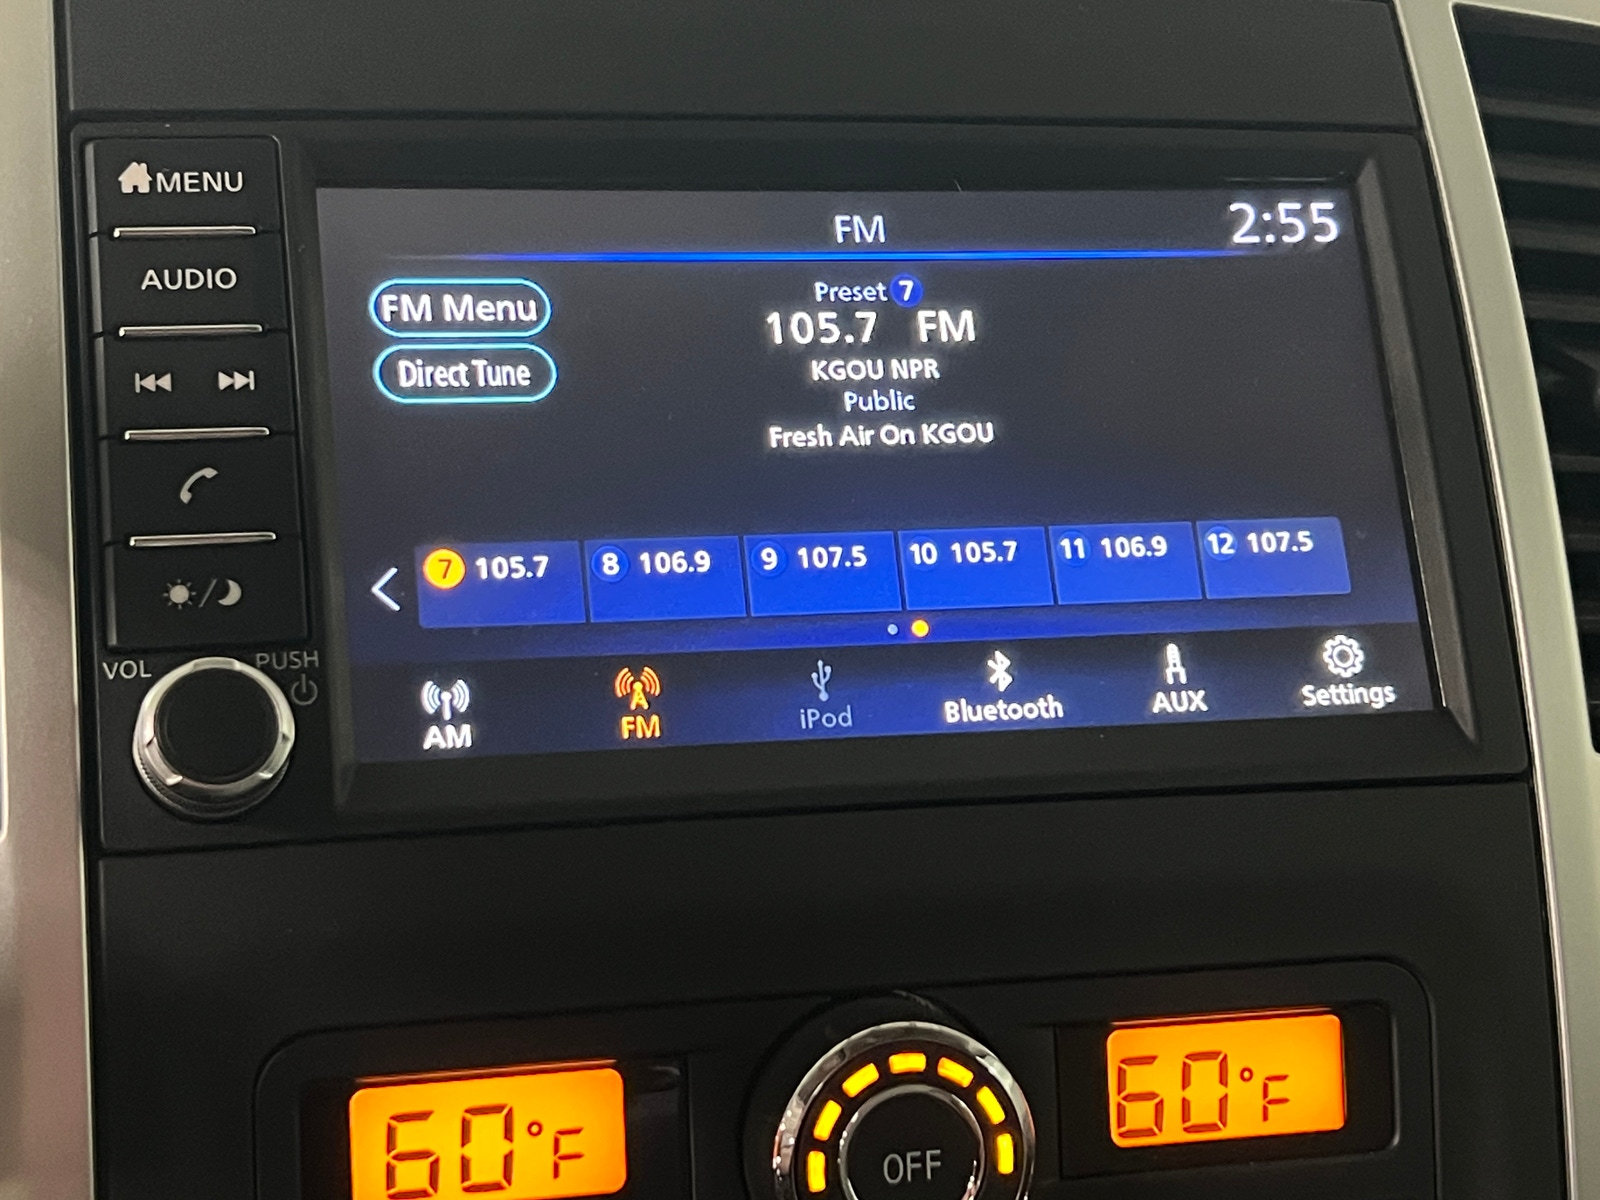 MENU
AUDIO
VOL
PUSH
FM
2:55
FM Menu
Direct Tune
Preset 7
105.7 FM
KGOU NPR
Public
Fresh Air On KGOU
7 105.7 8 106.9 9 107.5 10 105.7 11 106.9 12 107.5
AM FM iPod Bluetooth AUX Settings
60°F
OFF
60°F